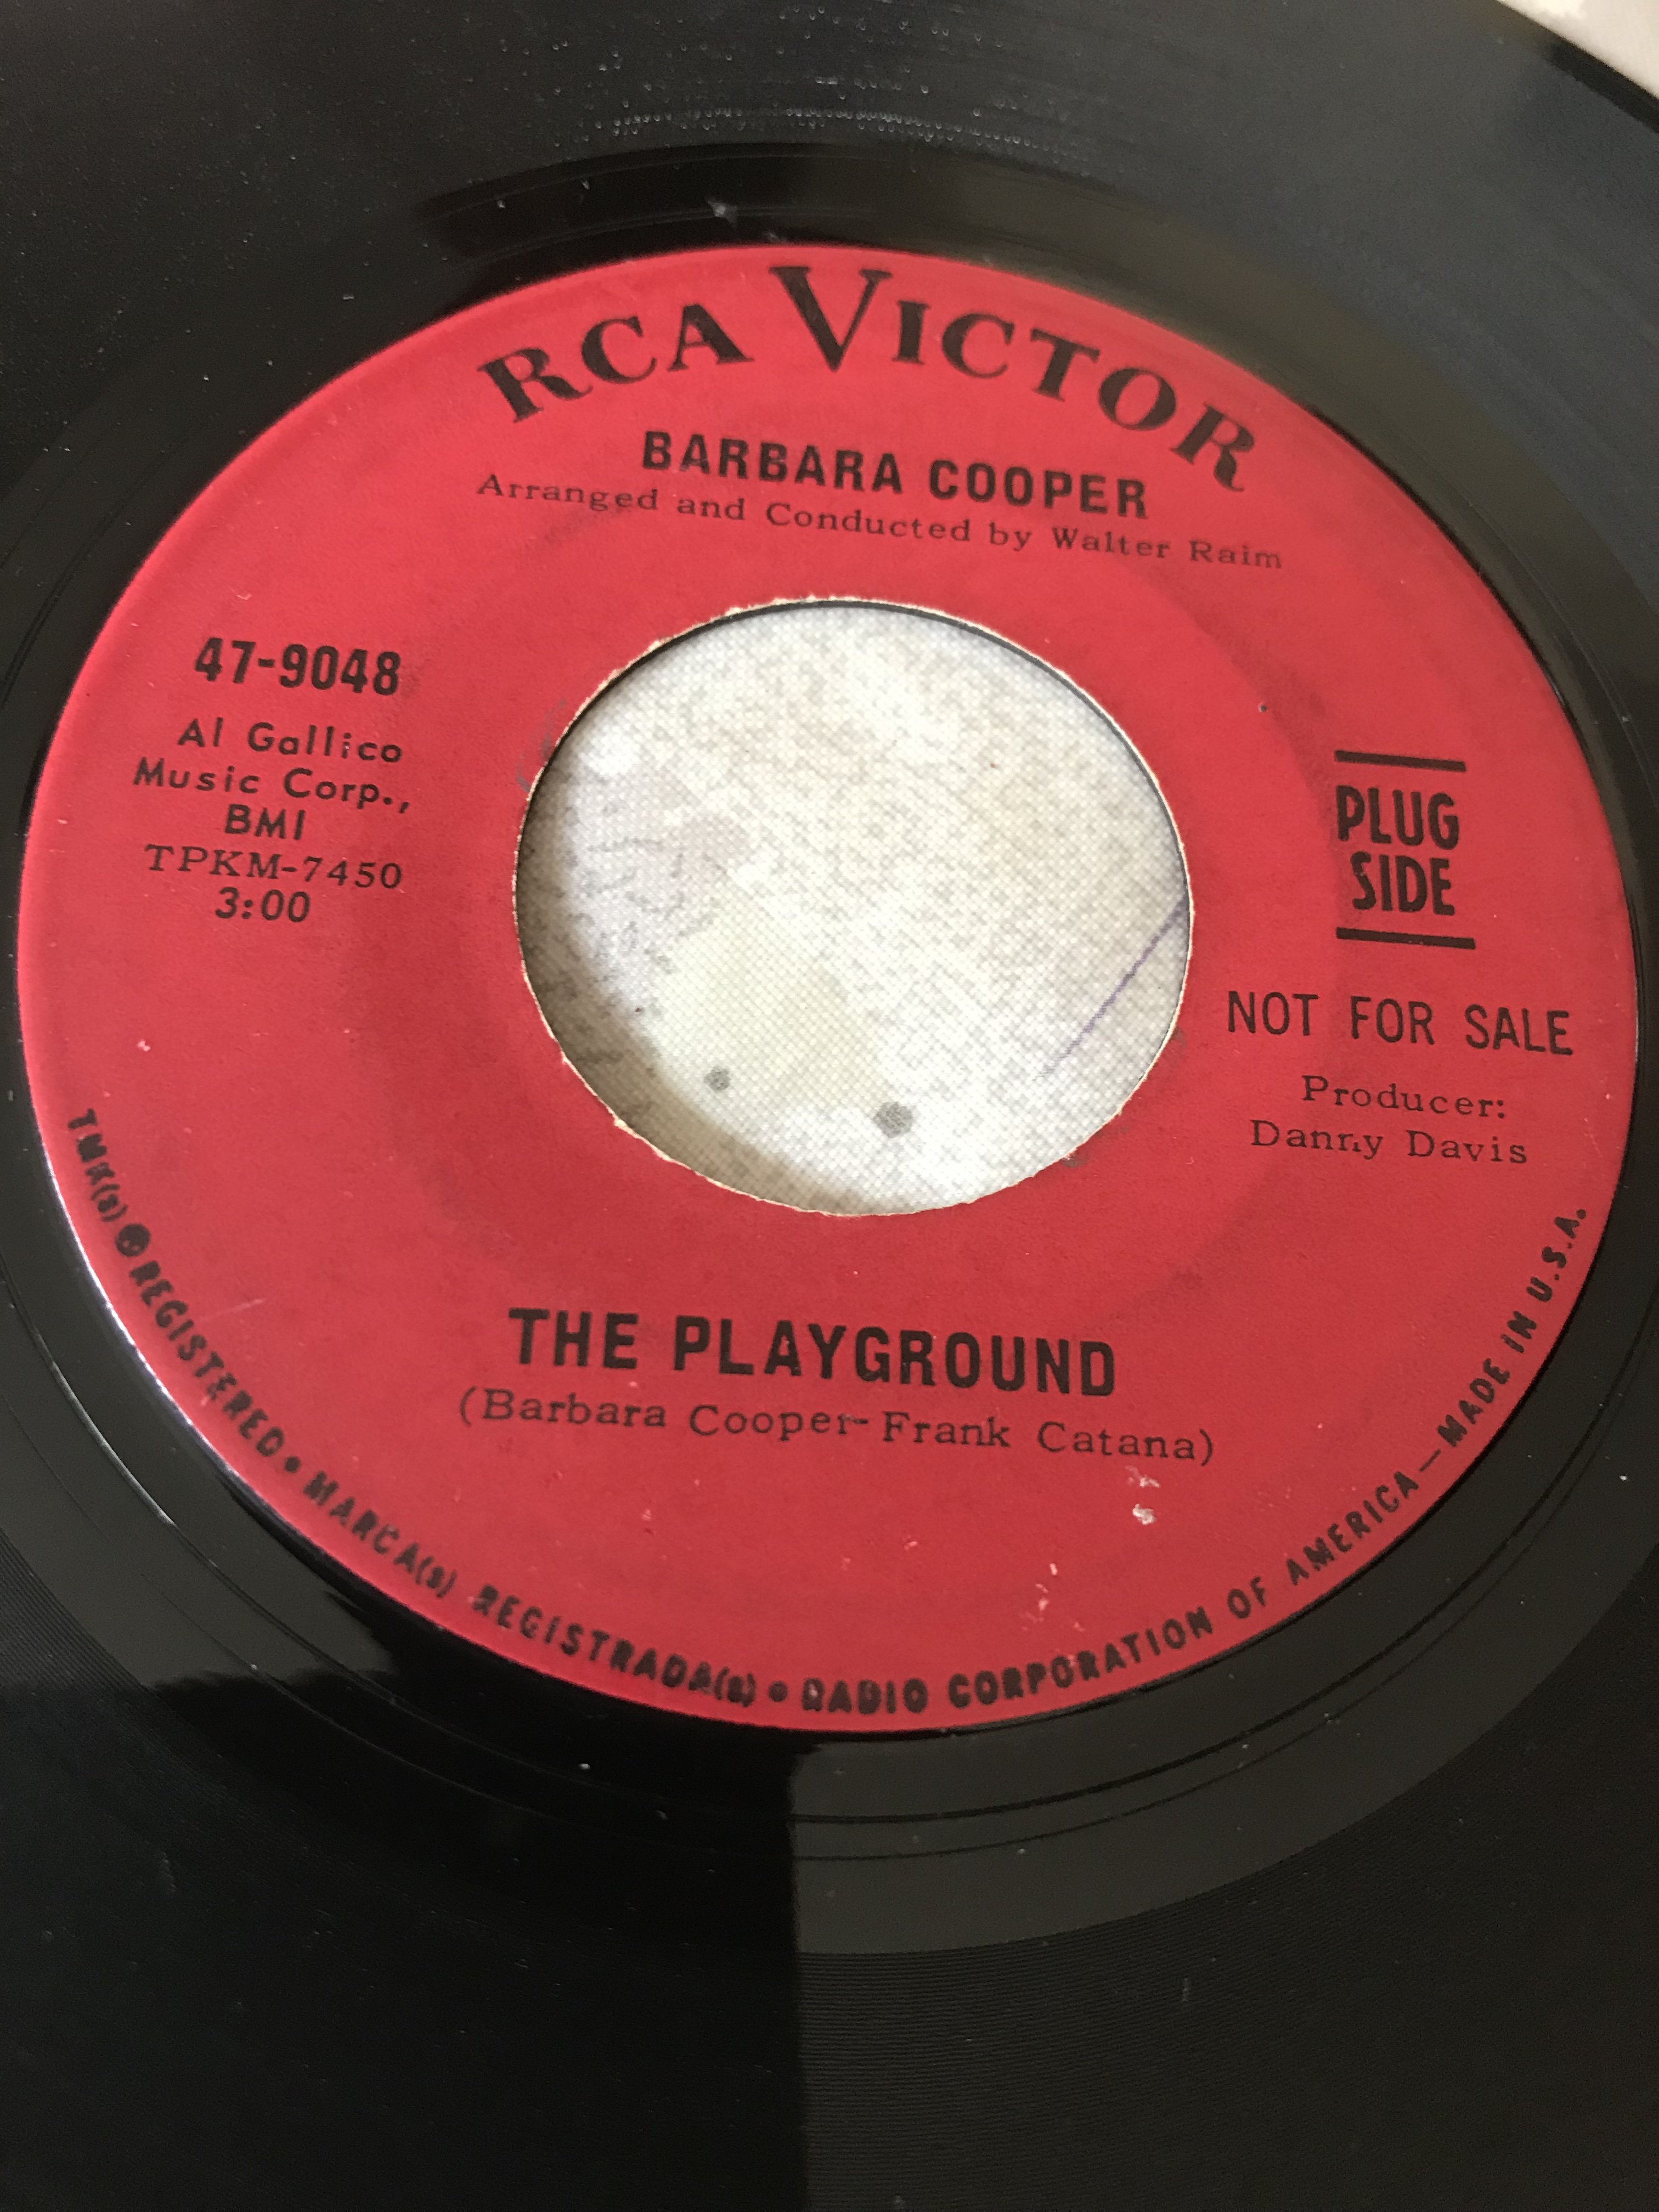 RCA VICTOR
BARBARA COOPER
Arranged and Conducted by Walter Raim
47-9048
Al Gallico
Music Corp.,
BMI
TPKM-7450
3:00
PLUG
SIDE
NOT FOR SALE
Producer:
Danny Davis
THE PLAYGROUND
(Barbara Cooper-Frank Catana)
TMK(s) ® REGISTERED • MARCA(s) REGISTRADA(s) • RADIO CORPORATION OF AMERICA—MADE IN U.S.A.